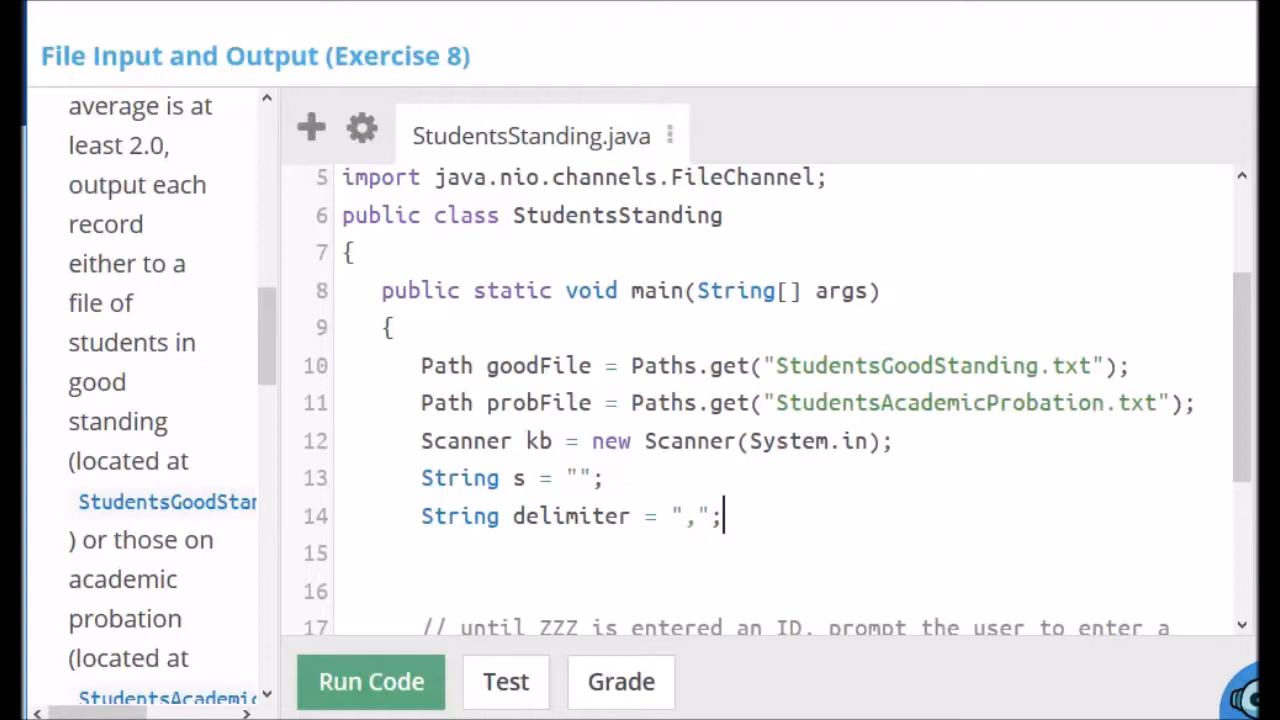 File Input and Output (Exercise 8)
average is at
least 2.0,
output each
record
either to a
file of
students in
good
standing
(located at
StudentsGoodStan
) or those on
academic
probation
(located at
StudentsAcademic
StudentsStanding.java
5 import java.nio.channels.FileChannel;
6 public class StudentsStanding
7 {
8 public static void main(String[] args)
9 {
10 Path goodFile = Paths.get("StudentsGoodStanding.txt");
11 Path probFile = Paths.get("StudentsAcademicProbation.txt");
12 Scanner kb = new Scanner(System.in);
13 String s = "";
14 String delimiter = ",";
15
16
17 // until ZZZ is entered an ID, prompt the user to enter a
Run Code
Test
Grade